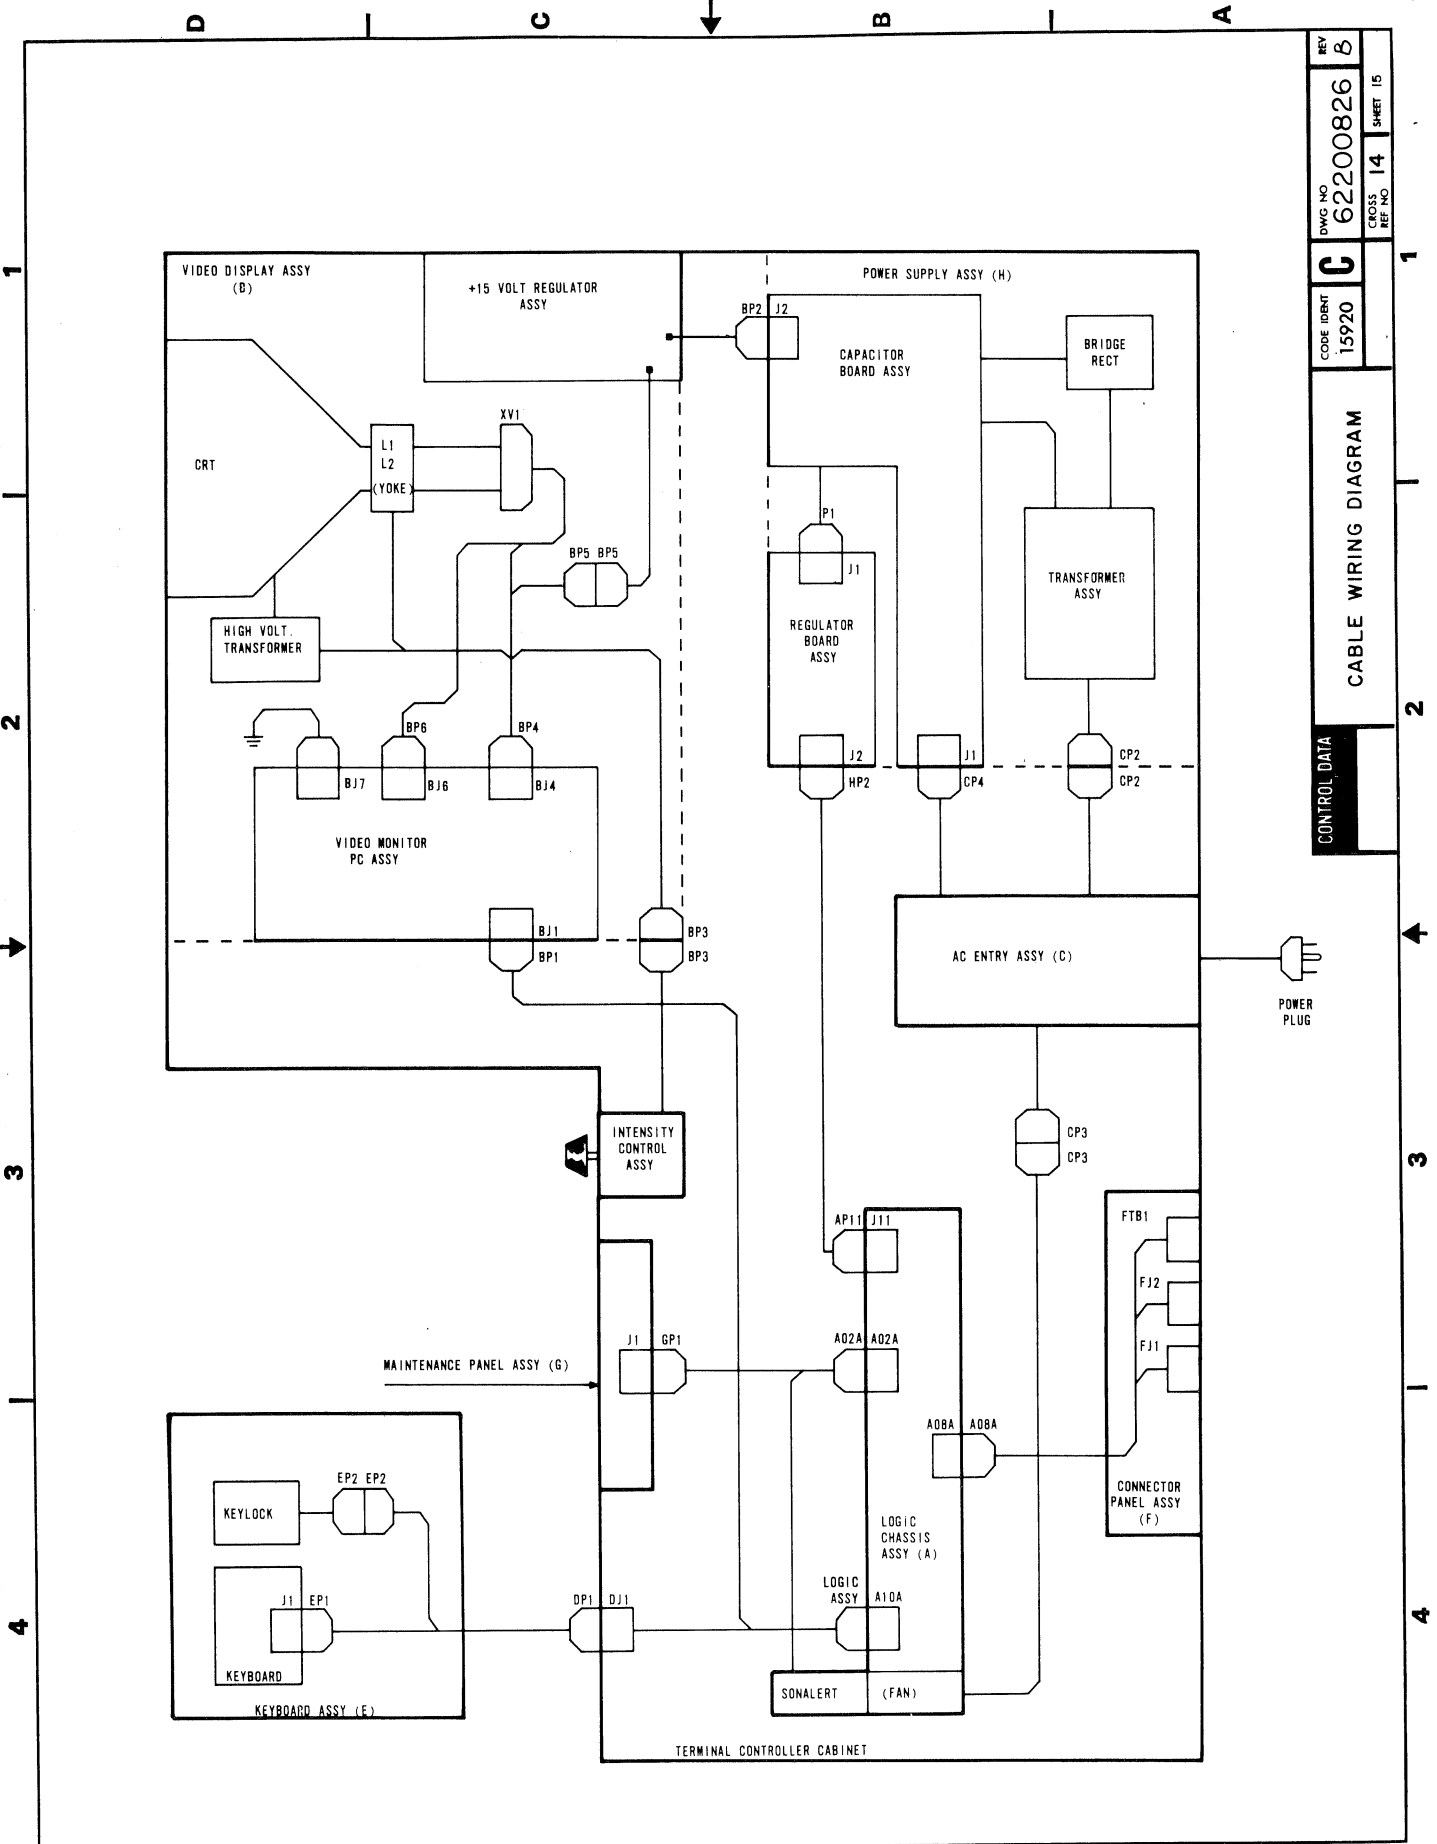 D
C
B
A
1
2
3
4
1
2
3
4
REV
B
DWG NO
62200826
SHEET 15
CROSS
REF NO 14
C
CODE IDENT
15920
CABLE WIRING DIAGRAM
CONTROL DATA
VIDEO DISPLAY ASSY
(B)
+15 VOLT REGULATOR
ASSY
POWER SUPPLY ASSY (H)
BP2 J2
CAPACITOR
BOARD ASSY
BRIDGE
RECT
XV1
L1
L2
(YOKE)
CRT
P1
J1
BP5 BP5
TRANSFORMER
ASSY
HIGH VOLT.
TRANSFORMER
REGULATOR
BOARD
ASSY
BP6
BP4
BJ7
BJ6
BJ4
J2
HP2
J1
CP4
CP2
CP2
VIDEO MONITOR
PC ASSY
BJ1
BP1
BP3
BP3
AC ENTRY ASSY (C)
POWER
PLUG
INTENSITY
CONTROL
ASSY
CP3
CP3
AP11 J11
FTB1
FJ2
FJ1
J1 GP1
A02A A02A
MAINTENANCE PANEL ASSY (G)
A08A A08A
CONNECTOR
PANEL ASSY
(F)
EP2 EP2
KEYLOCK
LOGIC
CHASSIS
ASSY (A)
J1 EP1
DP1 DJ1
LOGIC
ASSY A10A
KEYBOARD
KEYBOARD ASSY (E)
SONALERT
(FAN)
TERMINAL CONTROLLER CABINET